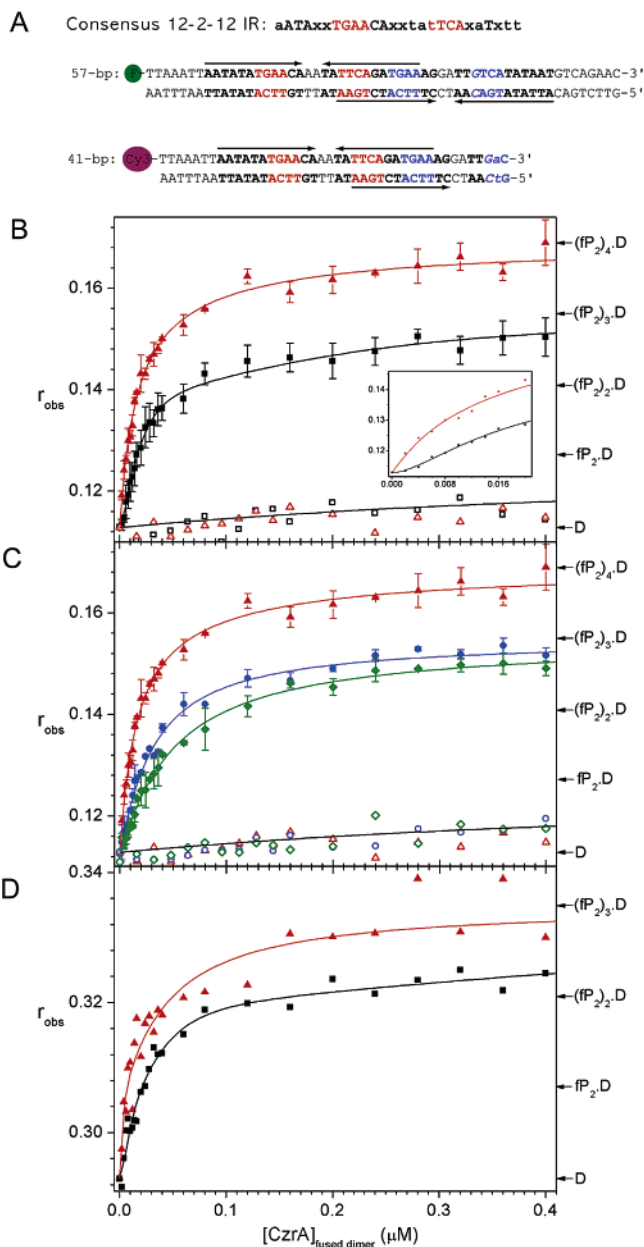 A
Consensus 12-2-12 IR: aATAxxTGAACAxxtatTCAxaTxtt
57-bp: F-TTAAATTAATATATGAACAAATATTCAGATGAAAGGATTGTCATATAATGTCAGAAC-3'
AATTTAATTATATACTTGTTTATAAGTCTACTTTCCTAACAGTATATTACAGTCTTG-5'
41-bp: Cy3-TTAAATTAATATATGAACAAATATTCAGATGAAAGGATTGaC-3'
AATTTAATTATATACTTGTTTATAAGTCTACTTTCCTAACtG-5'
B
(fP2)4.D
0.16
(fP2)3.D
0.14
0.14
(fP2)2.D
robs
0.13
fP2.D
0.12
0.000 0.008 0.016
0.12
D
C
(fP2)4.D
0.16
(fP2)3.D
0.14
(fP2)2.D
robs
fP2.D
0.12
D
D
0.34
(fP2)3.D
0.32
(fP2)2.D
robs
fP2.D
0.30
D
0.0 0.1 0.2 0.3 0.4
[CzrA]fused dimer (μM)